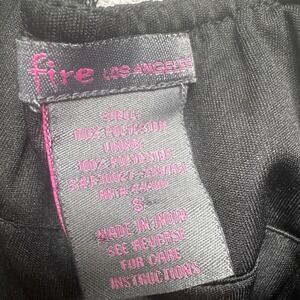 fire LOS ANGELES
SHELL
100% POLYESTER
LINING
100% POLYESTER
S
MADE IN INDIA
SEE REVERSE
FOR CARE
INSTRUCTIONS